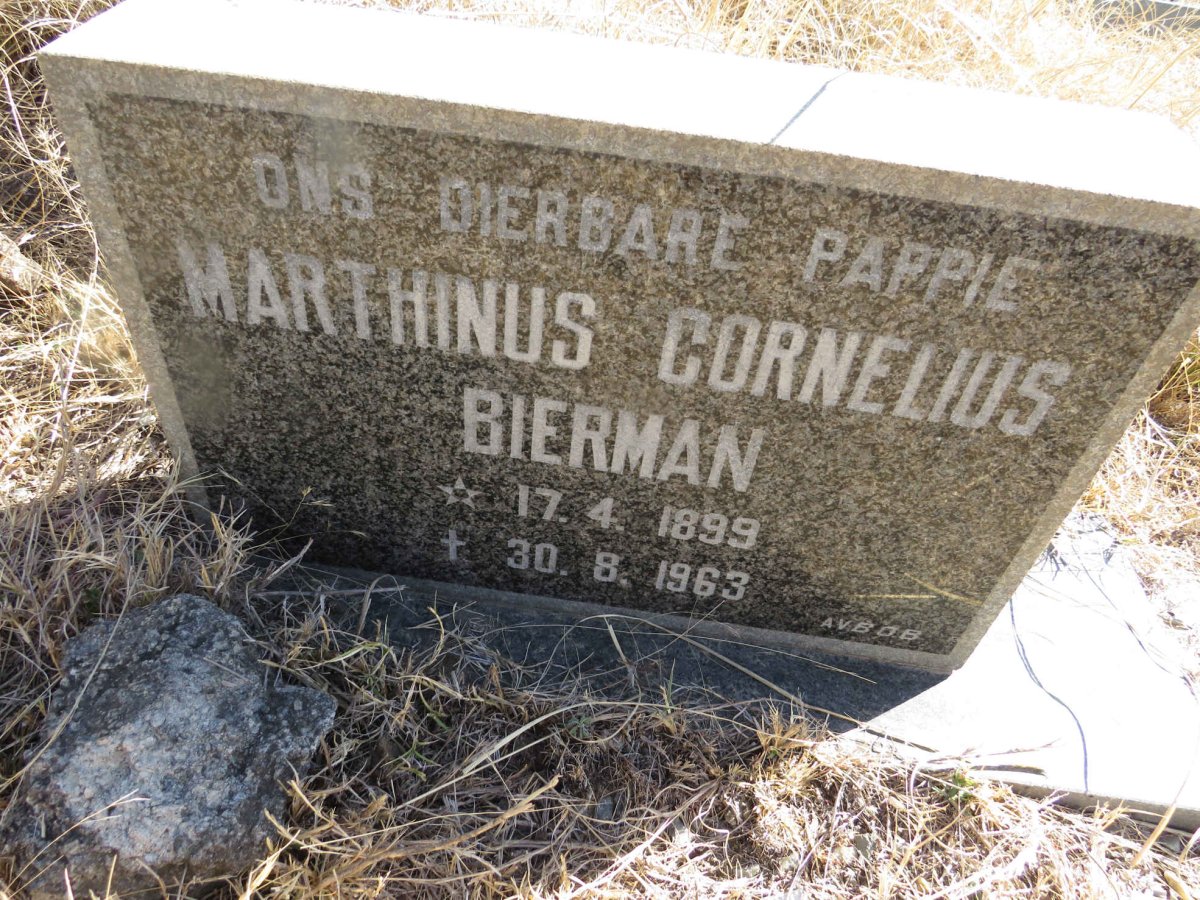 ONS DIERBARE PAPPIE
MARTHINUS CORNELIUS
BIERMAN
☆ 17. 4. 1899
† 30. 8. 1963
AVBOB